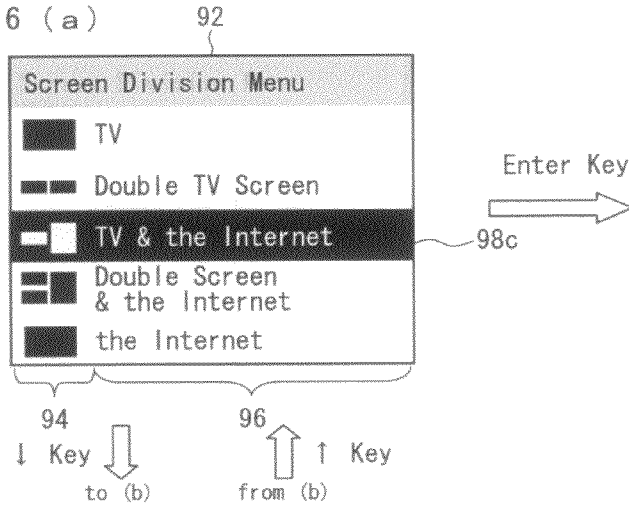 6 (a)
92
Screen Division Menu
TV
Double TV Screen
TV & the Internet
Double Screen
& the Internet
the Internet
Enter Key
98c
94
96
↓ Key
↑ Key
to (b)
from (b)